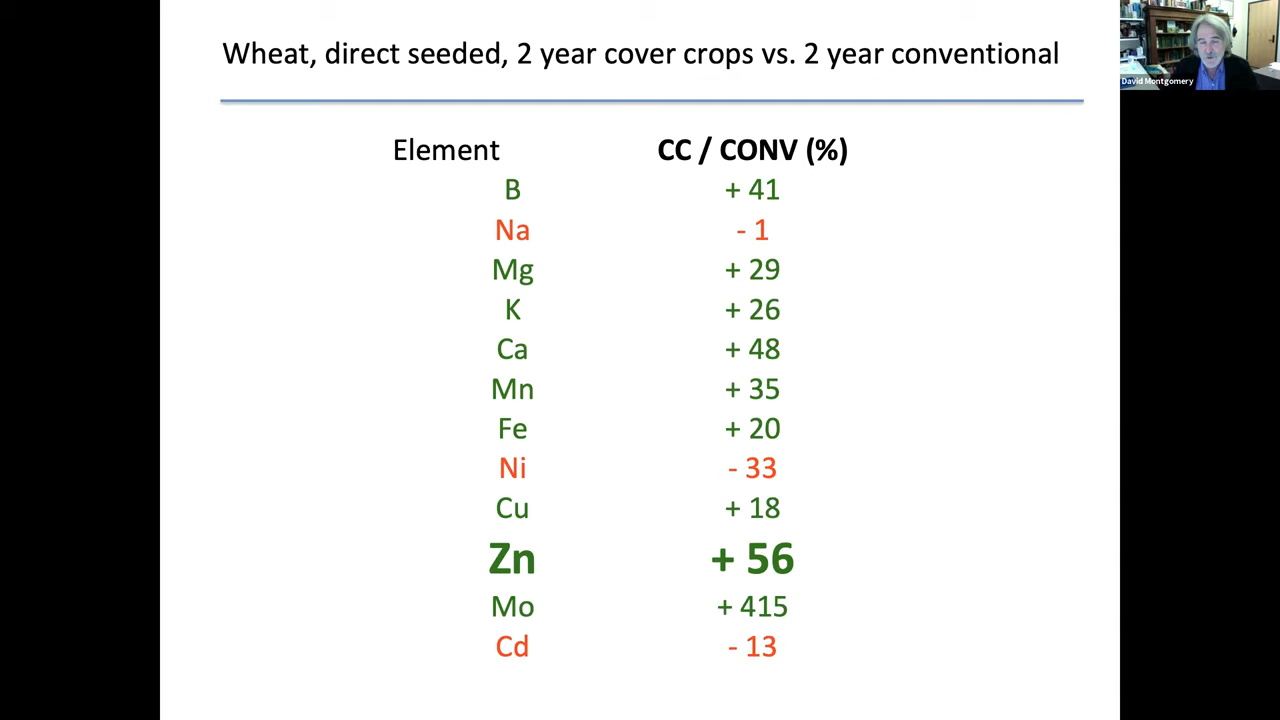 Wheat, direct seeded, 2 year cover crops vs. 2 year conventional
David Montgomery
Element CC / CONV (%)
B + 41
Na - 1
Mg + 29
K + 26
Ca + 48
Mn + 35
Fe + 20
Ni - 33
Cu + 18
Zn + 56
Mo + 415
Cd - 13